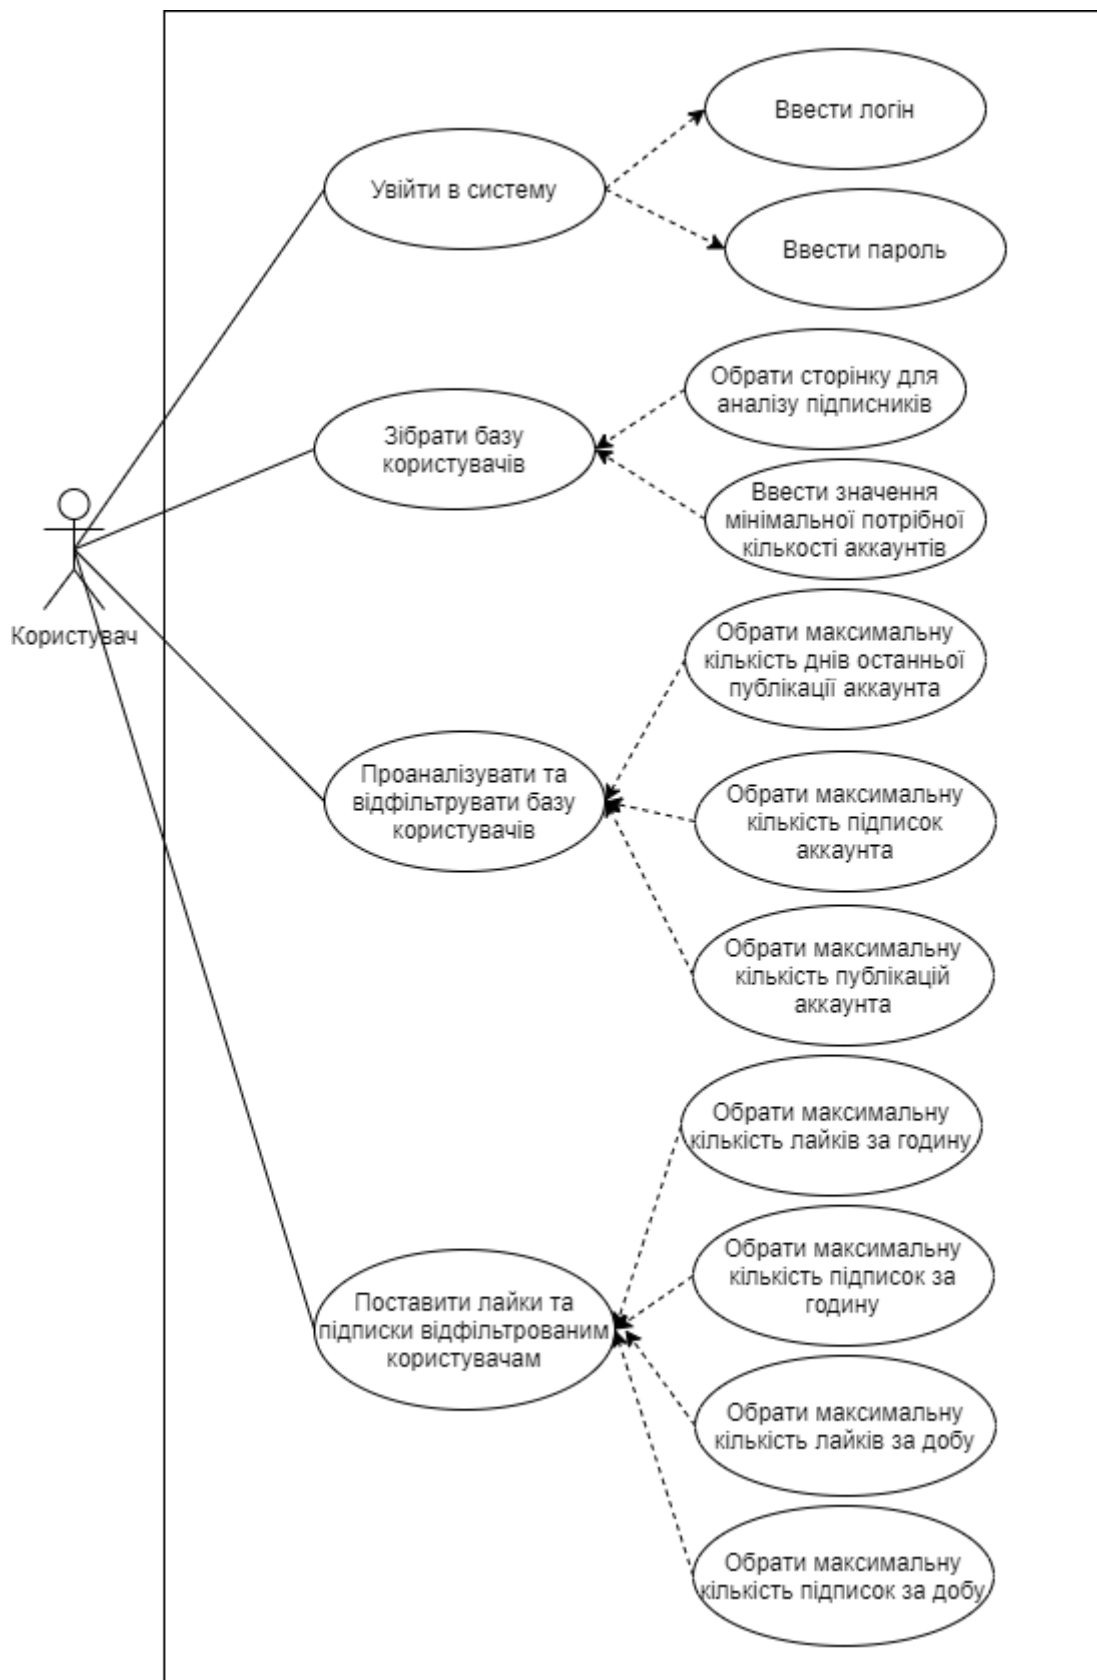 Ввести логін
Увійти в систему
Ввести пароль
Обрати сторінку для
аналізу підписників
Зібрати базу
користувачів
Ввести значення
мінімальної потрібної
кількості аккаунтів
Користувач
Обрати максимальну
кількість днів останньої
публікації аккаунта
Проаналізувати та
відфільтрувати базу
користувачів
Обрати максимальну
кількість підписок
аккаунта
Обрати максимальну
кількість публікацій
аккаунта
Обрати максимальну
кількість лайків за годину
Обрати максимальну
кількість підписок за
годину
Поставити лайки та
підписки відфільтрованим
користувачам
Обрати максимальну
кількість лайків за добу
Обрати максимальну
кількість підписок за добу